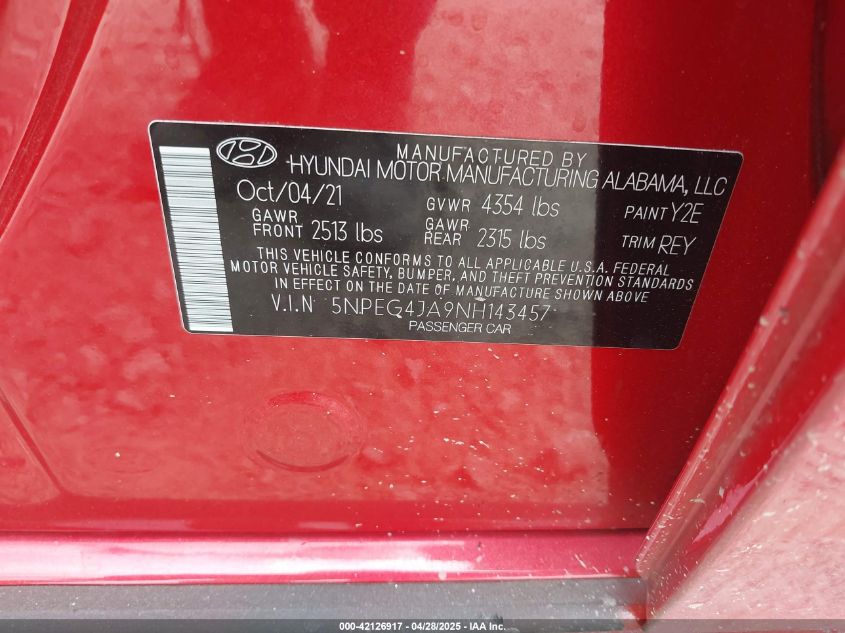 MANUFACTURED BY
HYUNDAI MOTOR MANUFACTURING ALABAMA, LLC
Oct/04/21 GVWR 4354 lbs PAINT Y2E
GAWR FRONT 2513 lbs GAWR REAR 2315 lbs TRIM REY
THIS VEHICLE CONFORMS TO ALL APPLICABLE U.S.A. FEDERAL
MOTOR VEHICLE SAFETY, BUMPER, AND THEFT PREVENTION STANDARDS
IN EFFECT ON THE DATE OF MANUFACTURE SHOWN ABOVE
V.I.N 5NPEG4JA9NH143457
PASSENGER CAR
000-42126917 - 04/28/2025 - IAA Inc.